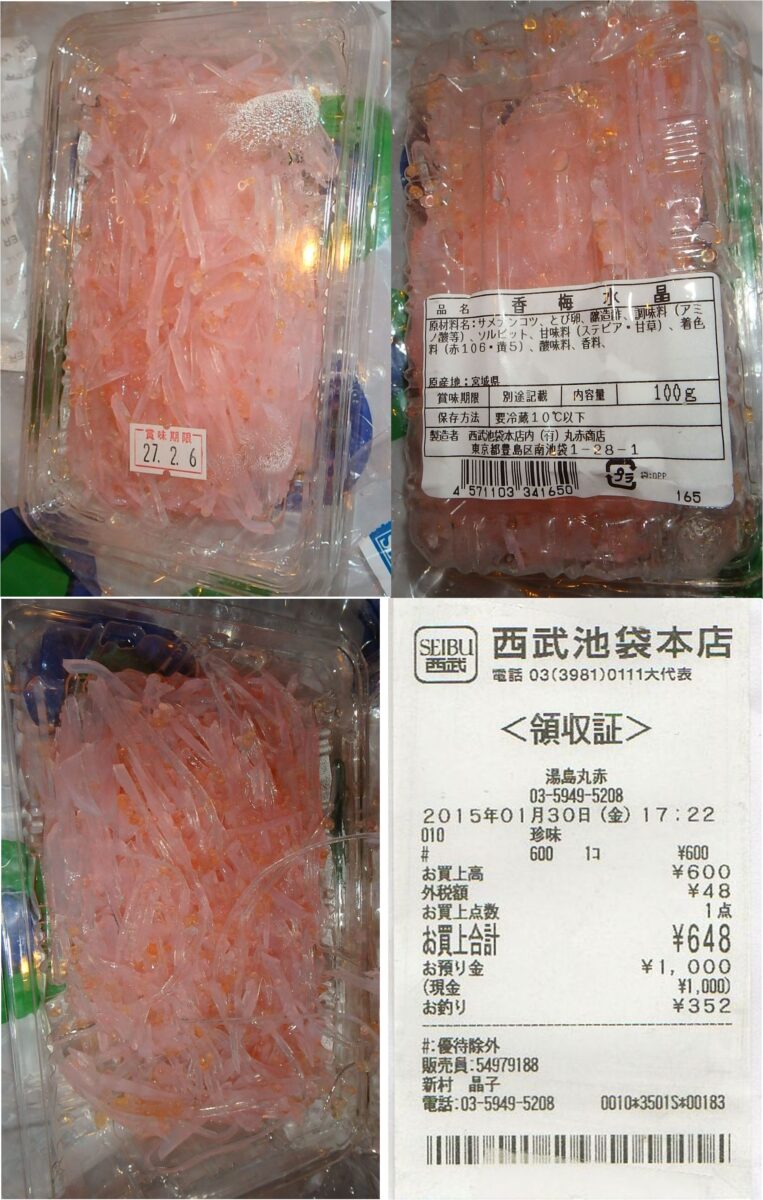 賞味期限
27. 2. 6
品 名 香 梅 水 晶
原材料名:サメナンコツ、とび卵、醸造酢、調味料(アミ
ノ酸等)、ソルビット、甘味料(ステビア・甘草)、着色
料(赤106・黄5)、酸味料、香料、
原産地:宮城県
賞味期限 別途記載 内容量 100g
保存方法 要冷蔵10℃以下
製造者 西武池袋本店内(有)丸赤商店
東京都豊島区南池袋1-28-1
4 571103 341650
プラ 袋:OPP
165
SEIBU
西武
西武池袋本店
電話 03(3981)0111大代表
<領収証>
湯島丸赤
03-5949-5208
2015年01月30日(金) 17:22
010 珍味
# 600 1コ ¥600
お買上高 ¥600
外税額 ¥48
お買上点数 1点
お買上合計 ¥648
お預り金 ¥1,000
(現金 ¥1,000)
お釣り ¥352
#:優待除外
販売員:54979188
新村 晶子
電話:03-5949-5208 0010*3501S*00183